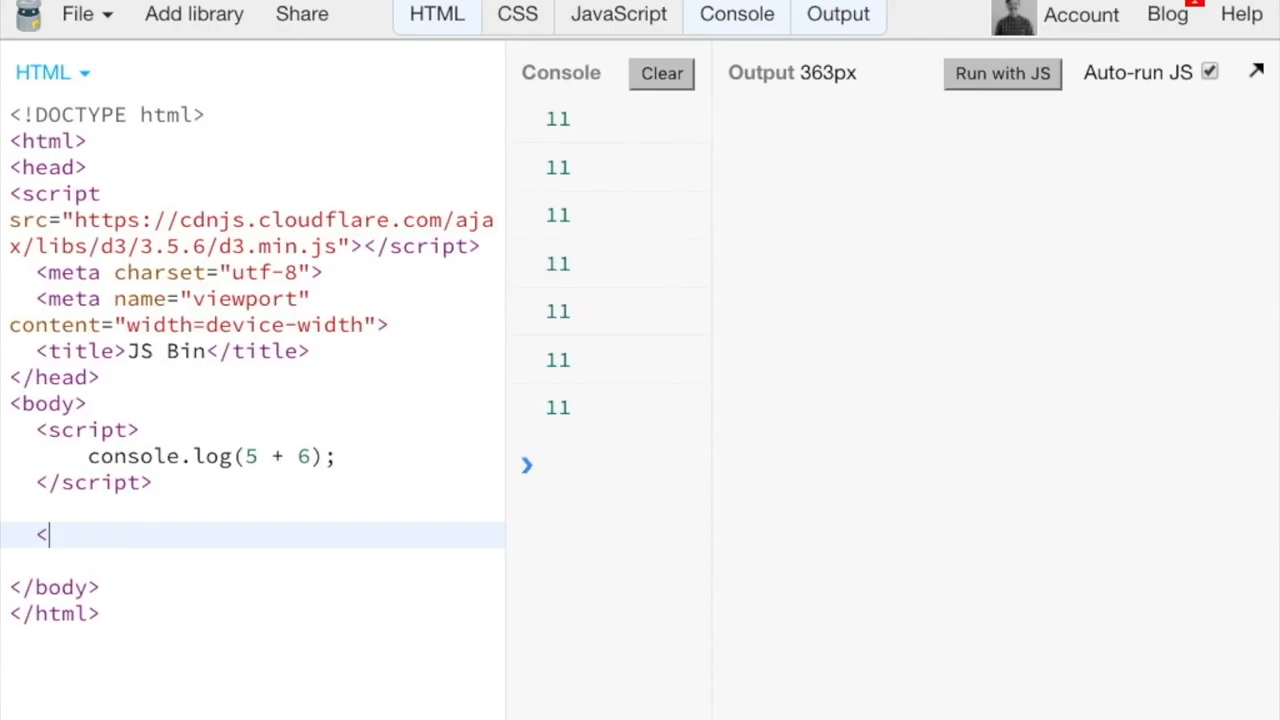 File Add library Share HTML CSS JavaScript Console Output Account Blog 1 Help
HTML
<!DOCTYPE html>
<html>
<head>
<script
src="https://cdnjs.cloudflare.com/aja
x/libs/d3/3.5.6/d3.min.js"></script>
<meta charset="utf-8">
<meta name="viewport"
content="width=device-width">
<title>JS Bin</title>
</head>
<body>
<script>
console.log(5 + 6);
</script>
<
</body>
</html>
Console Clear
11
11
11
11
11
11
11
Output 363px Run with JS Auto-run JS